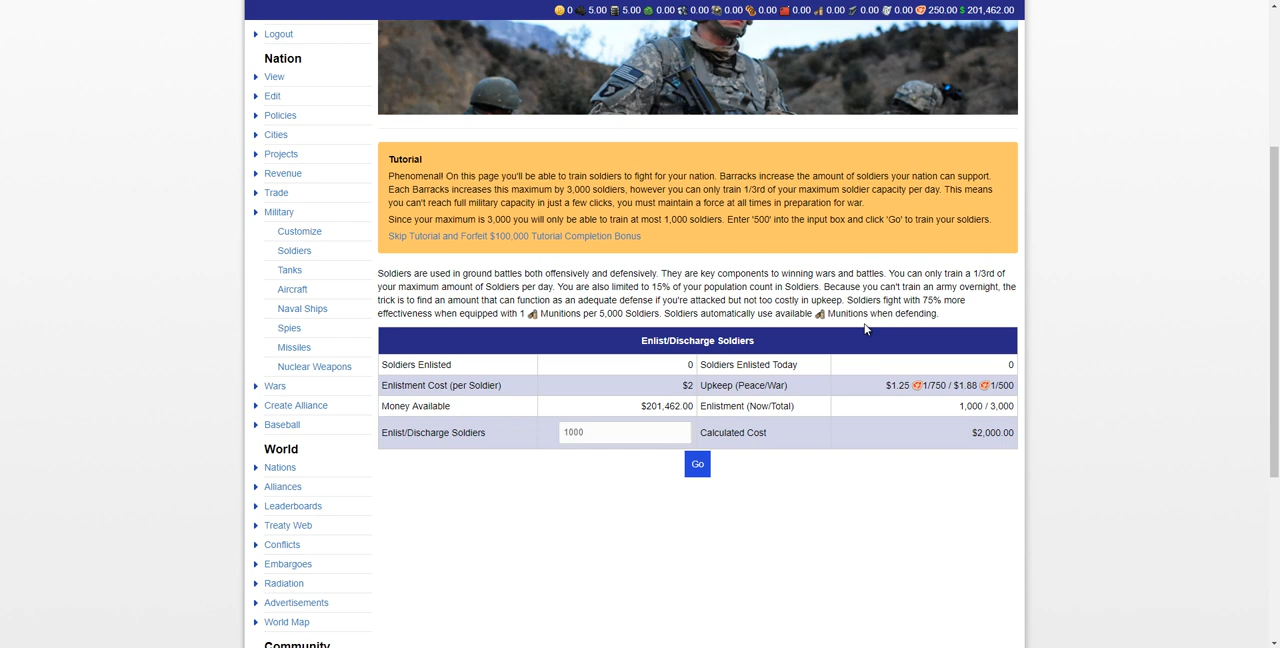 0 5.00 5.00 0.00 0.00 0.00 0.00 0.00 0.00 0.00 0.00 250.00 $ 201,462.00
Logout
Nation
View
Edit
Policies
Cities
Projects
Revenue
Trade
Military
Customize
Soldiers
Tanks
Aircraft
Naval Ships
Spies
Missiles
Nuclear Weapons
Wars
Create Alliance
Baseball
World
Nations
Alliances
Leaderboards
Treaty Web
Conflicts
Embargoes
Radiation
Advertisements
World Map
Community
Tutorial
Phenomenal! On this page you'll be able to train soldiers to fight for your nation. Barracks increase the amount of soldiers your nation can support.
Each Barracks increases this maximum by 3,000 soldiers, however you can only train 1/3rd of your maximum soldier capacity per day. This means
you can't reach full military capacity in just a few clicks, you must maintain a force at all times in preparation for war.
Since your maximum is 3,000 you will only be able to train at most 1,000 soldiers. Enter '500' into the input box and click 'Go' to train your soldiers.
Skip Tutorial and Forfeit $100,000 Tutorial Completion Bonus
Soldiers are used in ground battles both offensively and defensively. They are key components to winning wars and battles. You can only train a 1/3rd of
your maximum amount of Soldiers per day. You are also limited to 15% of your population count in Soldiers. Because you can't train an army overnight, the
trick is to find an amount that can function as an adequate defense if you're attacked but not too costly in upkeep. Soldiers fight with 75% more
effectiveness when equipped with 1 Munitions per 5,000 Soldiers. Soldiers automatically use available Munitions when defending.
Enlist/Discharge Soldiers
Soldiers Enlisted 0 Soldiers Enlisted Today 0
Enlistment Cost (per Soldier) $2 Upkeep (Peace/War) $1.25 1/750 / $1.88 1/500
Money Available $201,462.00 Enlistment (Now/Total) 1,000 / 3,000
Enlist/Discharge Soldiers 1000 Calculated Cost $2,000.00
Go